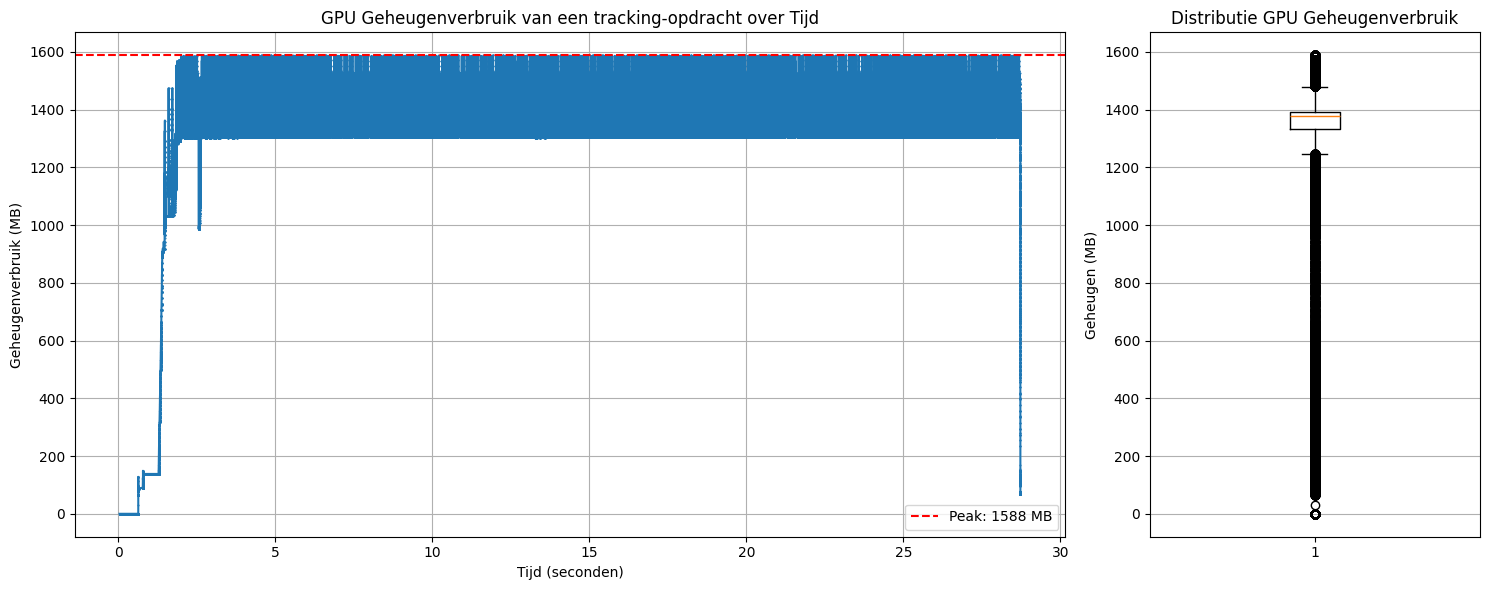 GPU Geheugenverbruik van een tracking-opdracht over Tijd
Geheugenverbruik (MB)
1600
1400
1200
1000
800
600
400
200
0
0 5 10 15 20 25 30
Tijd (seconden)
Peak: 1588 MB
Distributie GPU Geheugenverbruik
Geheugen (MB)
1600
1400
1200
1000
800
600
400
200
0
1